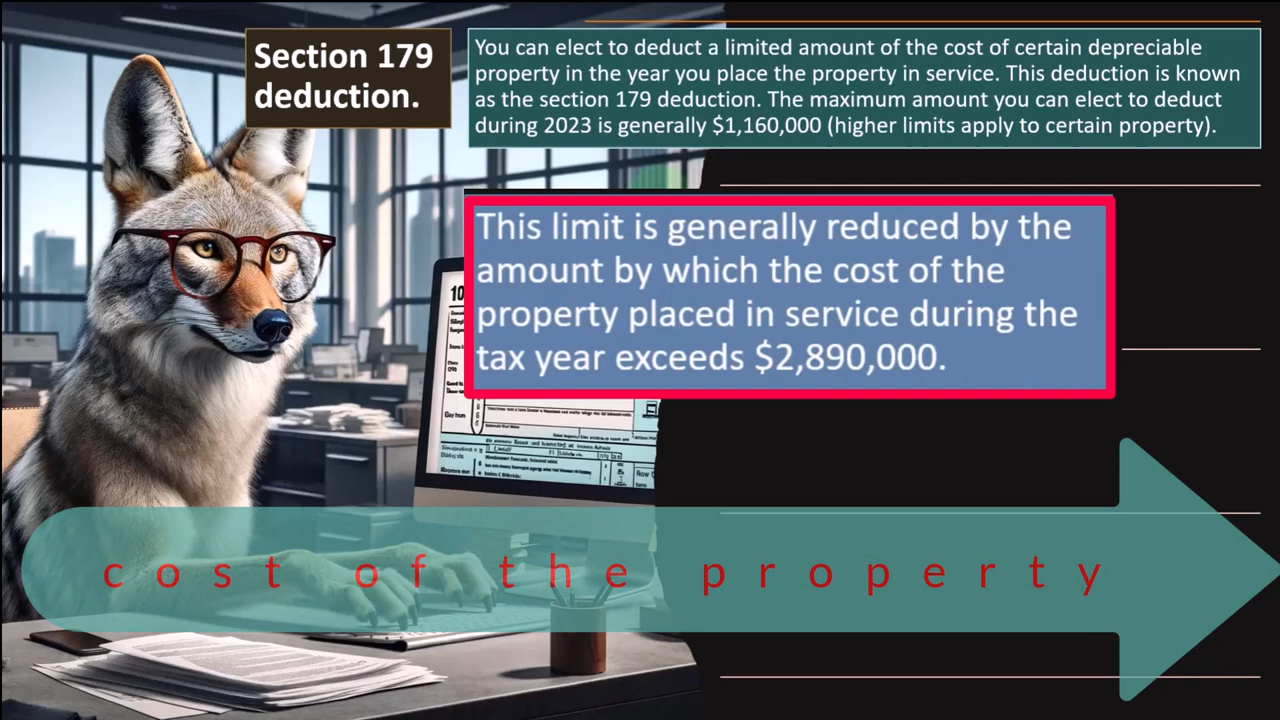 Section 179
deduction.
You can elect to deduct a limited amount of the cost of certain depreciable
property in the year you place the property in service. This deduction is known
as the section 179 deduction. The maximum amount you can elect to deduct
during 2023 is generally $1,160,000 (higher limits apply to certain property).
This limit is generally reduced by the
amount by which the cost of the
property placed in service during the
tax year exceeds $2,890,000.
10
cost of the property